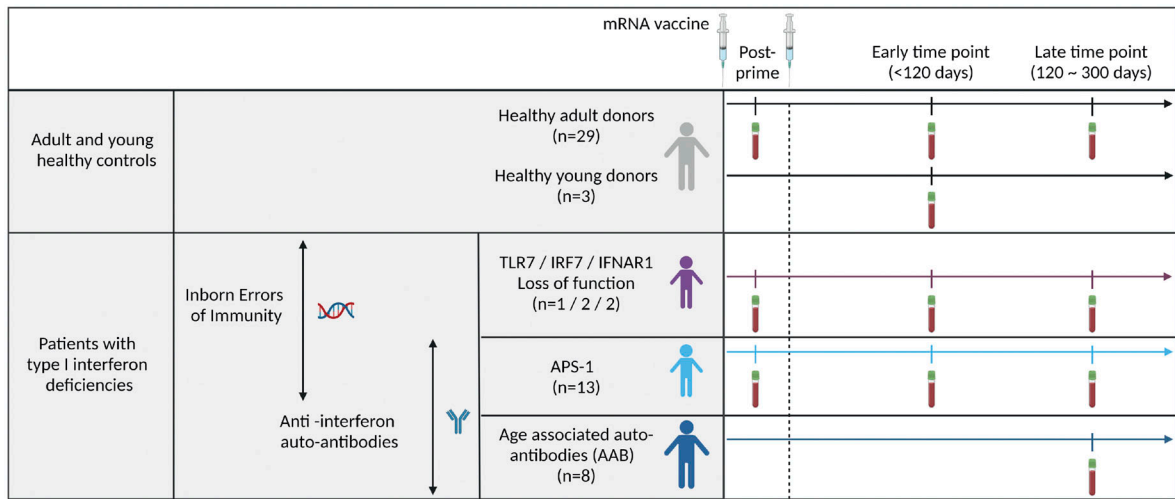 mRNA vaccine
Post-
prime
Early time point
(<120 days)
Late time point
(120 ~ 300 days)
Adult and young
healthy controls
Healthy adult donors
(n=29)
Healthy young donors
(n=3)
Patients with
type I interferon
deficiencies
Inborn Errors
of Immunity
Anti -interferon
auto-antibodies
TLR7 / IRF7 / IFNAR1
Loss of function
(n=1 / 2 / 2)
APS-1
(n=13)
Age associated auto-
antibodies (AAB)
(n=8)